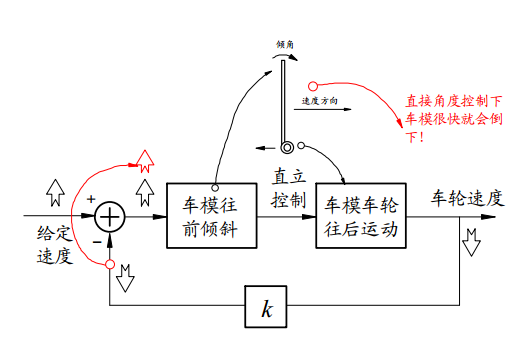 倾角
速度方向
直接角度控制下
车模很快就会倒
下!
直立
控制
车轮速度
+
车模往
前倾斜
车模车轮
往后运动
给定
速度
−
k